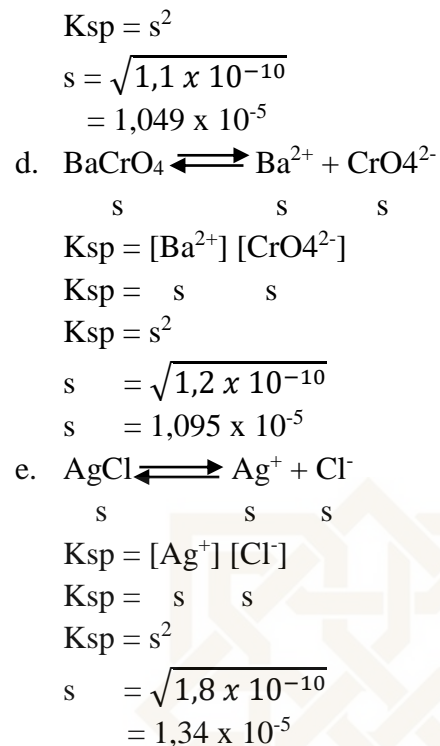 Ksp = s²
s = √1,1 x 10⁻¹⁰
= 1,049 x 10⁻⁵
d. BaCrO₄ ⇌ Ba²⁺ + CrO4²⁻
s s s
Ksp = [Ba²⁺] [CrO4²⁻]
Ksp = s s
Ksp = s²
s = √1,2 x 10⁻¹⁰
s = 1,095 x 10⁻⁵
e. AgCl ⇌ Ag⁺ + Cl⁻
s s s
Ksp = [Ag⁺] [Cl⁻]
Ksp = s s
Ksp = s²
s = √1,8 x 10⁻¹⁰
= 1,34 x 10⁻⁵